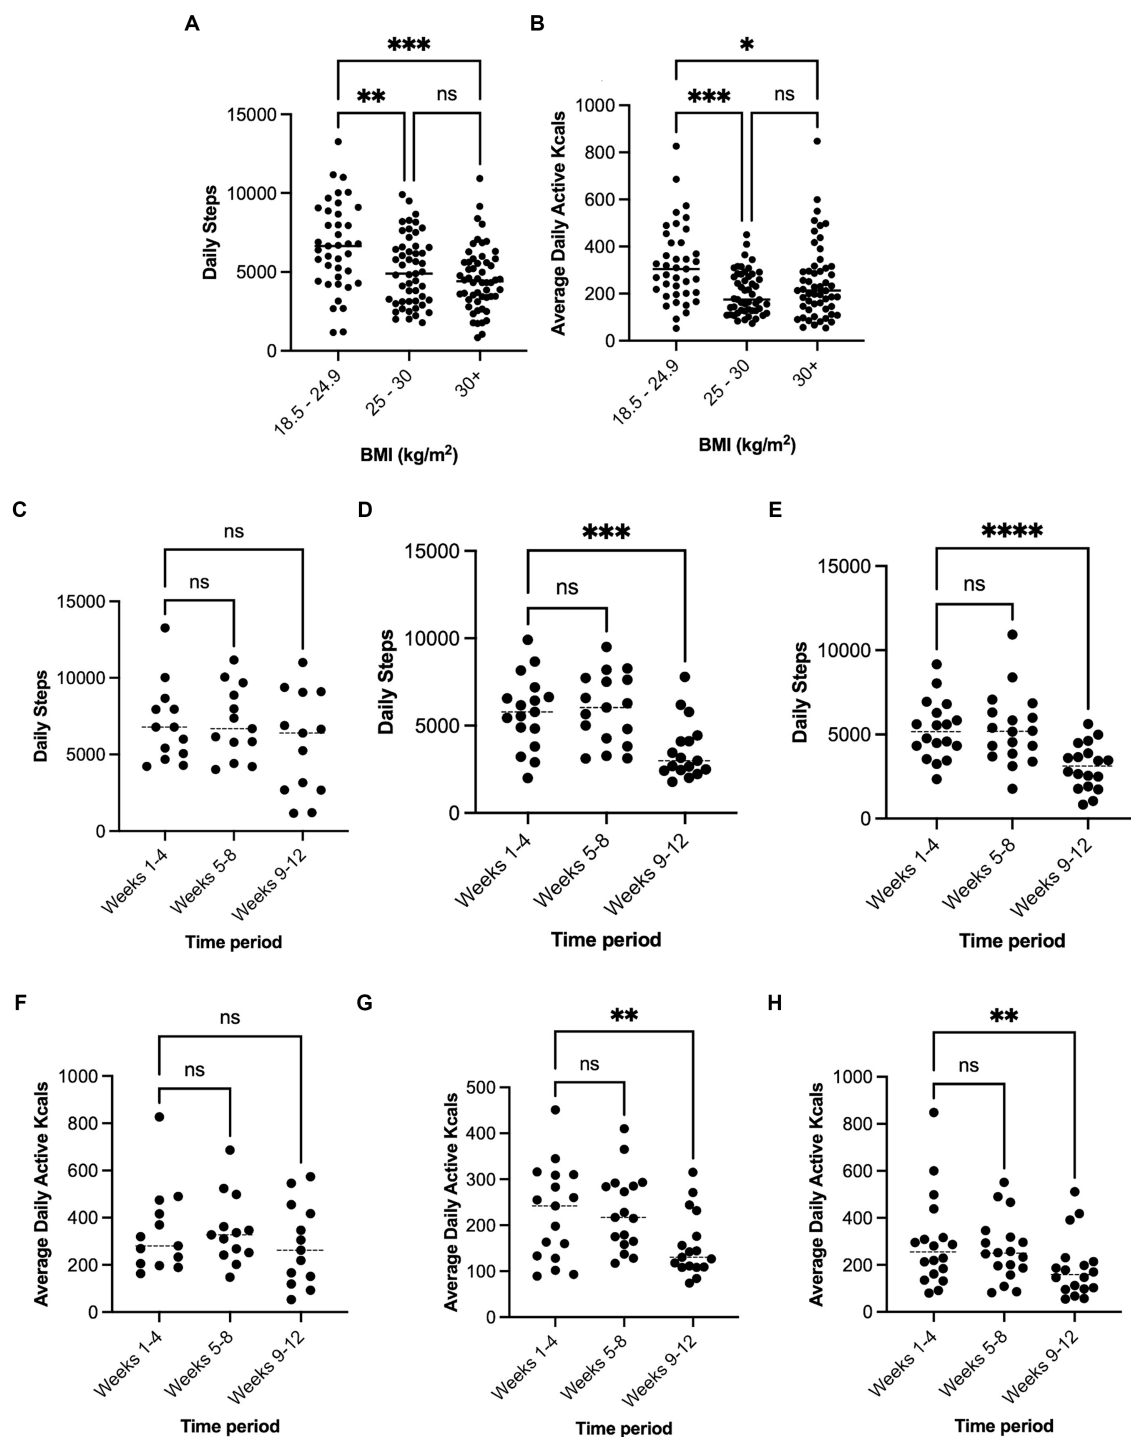 A
B
***
** ns
*
*** ns
Daily Steps
15000
10000
5000
0
18.5 - 24.9
25 - 30
30+
BMI (kg/m²)
Average Daily Active Kcals
1000
800
600
400
200
0
18.5 - 24.9
25 - 30
30+
BMI (kg/m²)
C
ns
ns
Daily Steps
15000
10000
5000
0
Weeks 1-4
Weeks 5-8
Weeks 9-12
Time period
D
***
ns
Daily Steps
15000
10000
5000
0
Weeks 1-4
Weeks 5-8
Weeks 9-12
Time period
E
****
ns
Daily Steps
15000
10000
5000
0
Weeks 1-4
Weeks 5-8
Weeks 9-12
Time period
F
ns
ns
Average Daily Active Kcals
1000
800
600
400
200
0
Weeks 1-4
Weeks 5-8
Weeks 9-12
Time period
G
**
ns
Average Daily Active Kcals
500
400
300
200
100
0
Weeks 1-4
Weeks 5-8
Weeks 9-12
Time period
H
**
ns
Average Daily Active Kcals
1000
800
600
400
200
0
Weeks 1-4
Weeks 5-8
Weeks 9-12
Time period